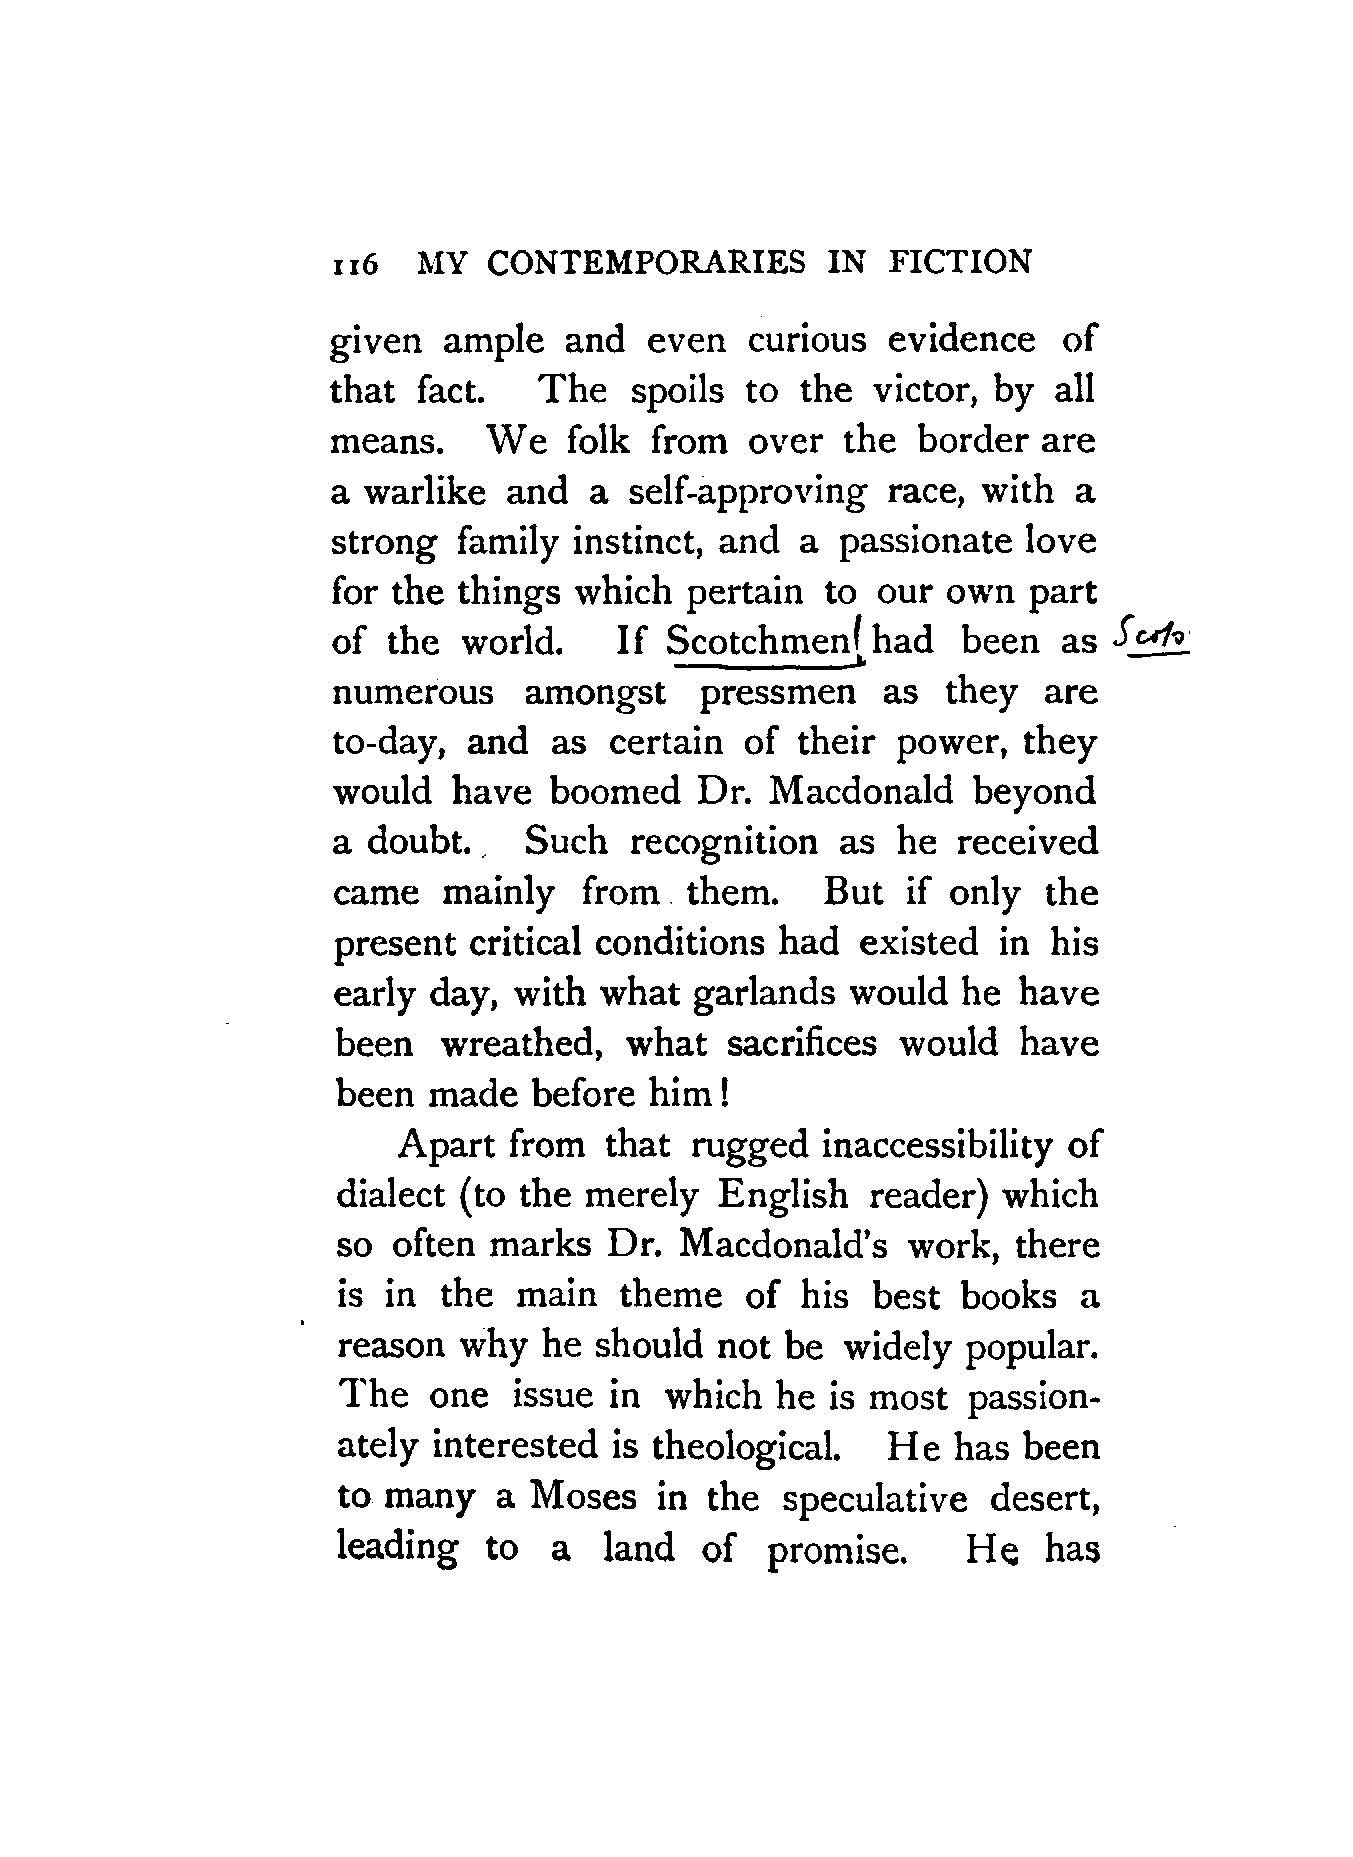 116 MY CONTEMPORARIES IN FICTION
given ample and even curious evidence of
that fact. The spoils to the victor, by all
means. We folk from over the border are
a warlike and a self-approving race, with a
strong family instinct, and a passionate love
for the things which pertain to our own part
of the world. If Scotchmen had been as Scots
numerous amongst pressmen as they are
to-day, and as certain of their power, they
would have boomed Dr. Macdonald beyond
a doubt. Such recognition as he received
came mainly from them. But if only the
present critical conditions had existed in his
early day, with what garlands would he have
been wreathed, what sacrifices would have
been made before him!
Apart from that rugged inaccessibility of
dialect (to the merely English reader) which
so often marks Dr. Macdonald's work, there
is in the main theme of his best books a
reason why he should not be widely popular.
The one issue in which he is most passion-
ately interested is theological. He has been
to many a Moses in the speculative desert,
leading to a land of promise. He has